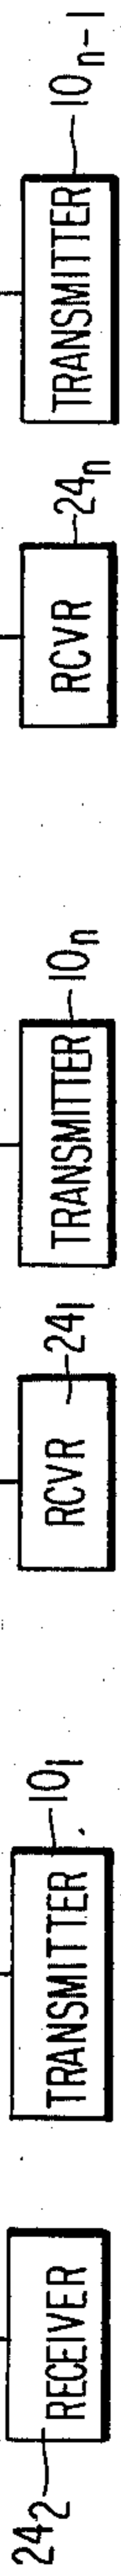 24₂ RECEIVER
TRANSMITTER 10₁
RCVR 24₁
TRANSMITTER 10ₙ
RCVR 24ₙ
TRANSMITTER 10ₙ₋₁